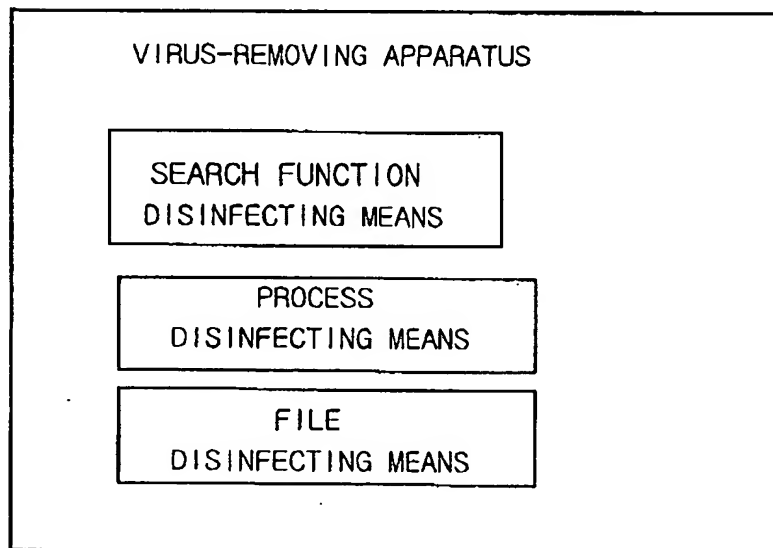 VIRUS-REMOVING APPARATUS
SEARCH FUNCTION
DISINFECTING MEANS
PROCESS
DISINFECTING MEANS
FILE
DISINFECTING MEANS